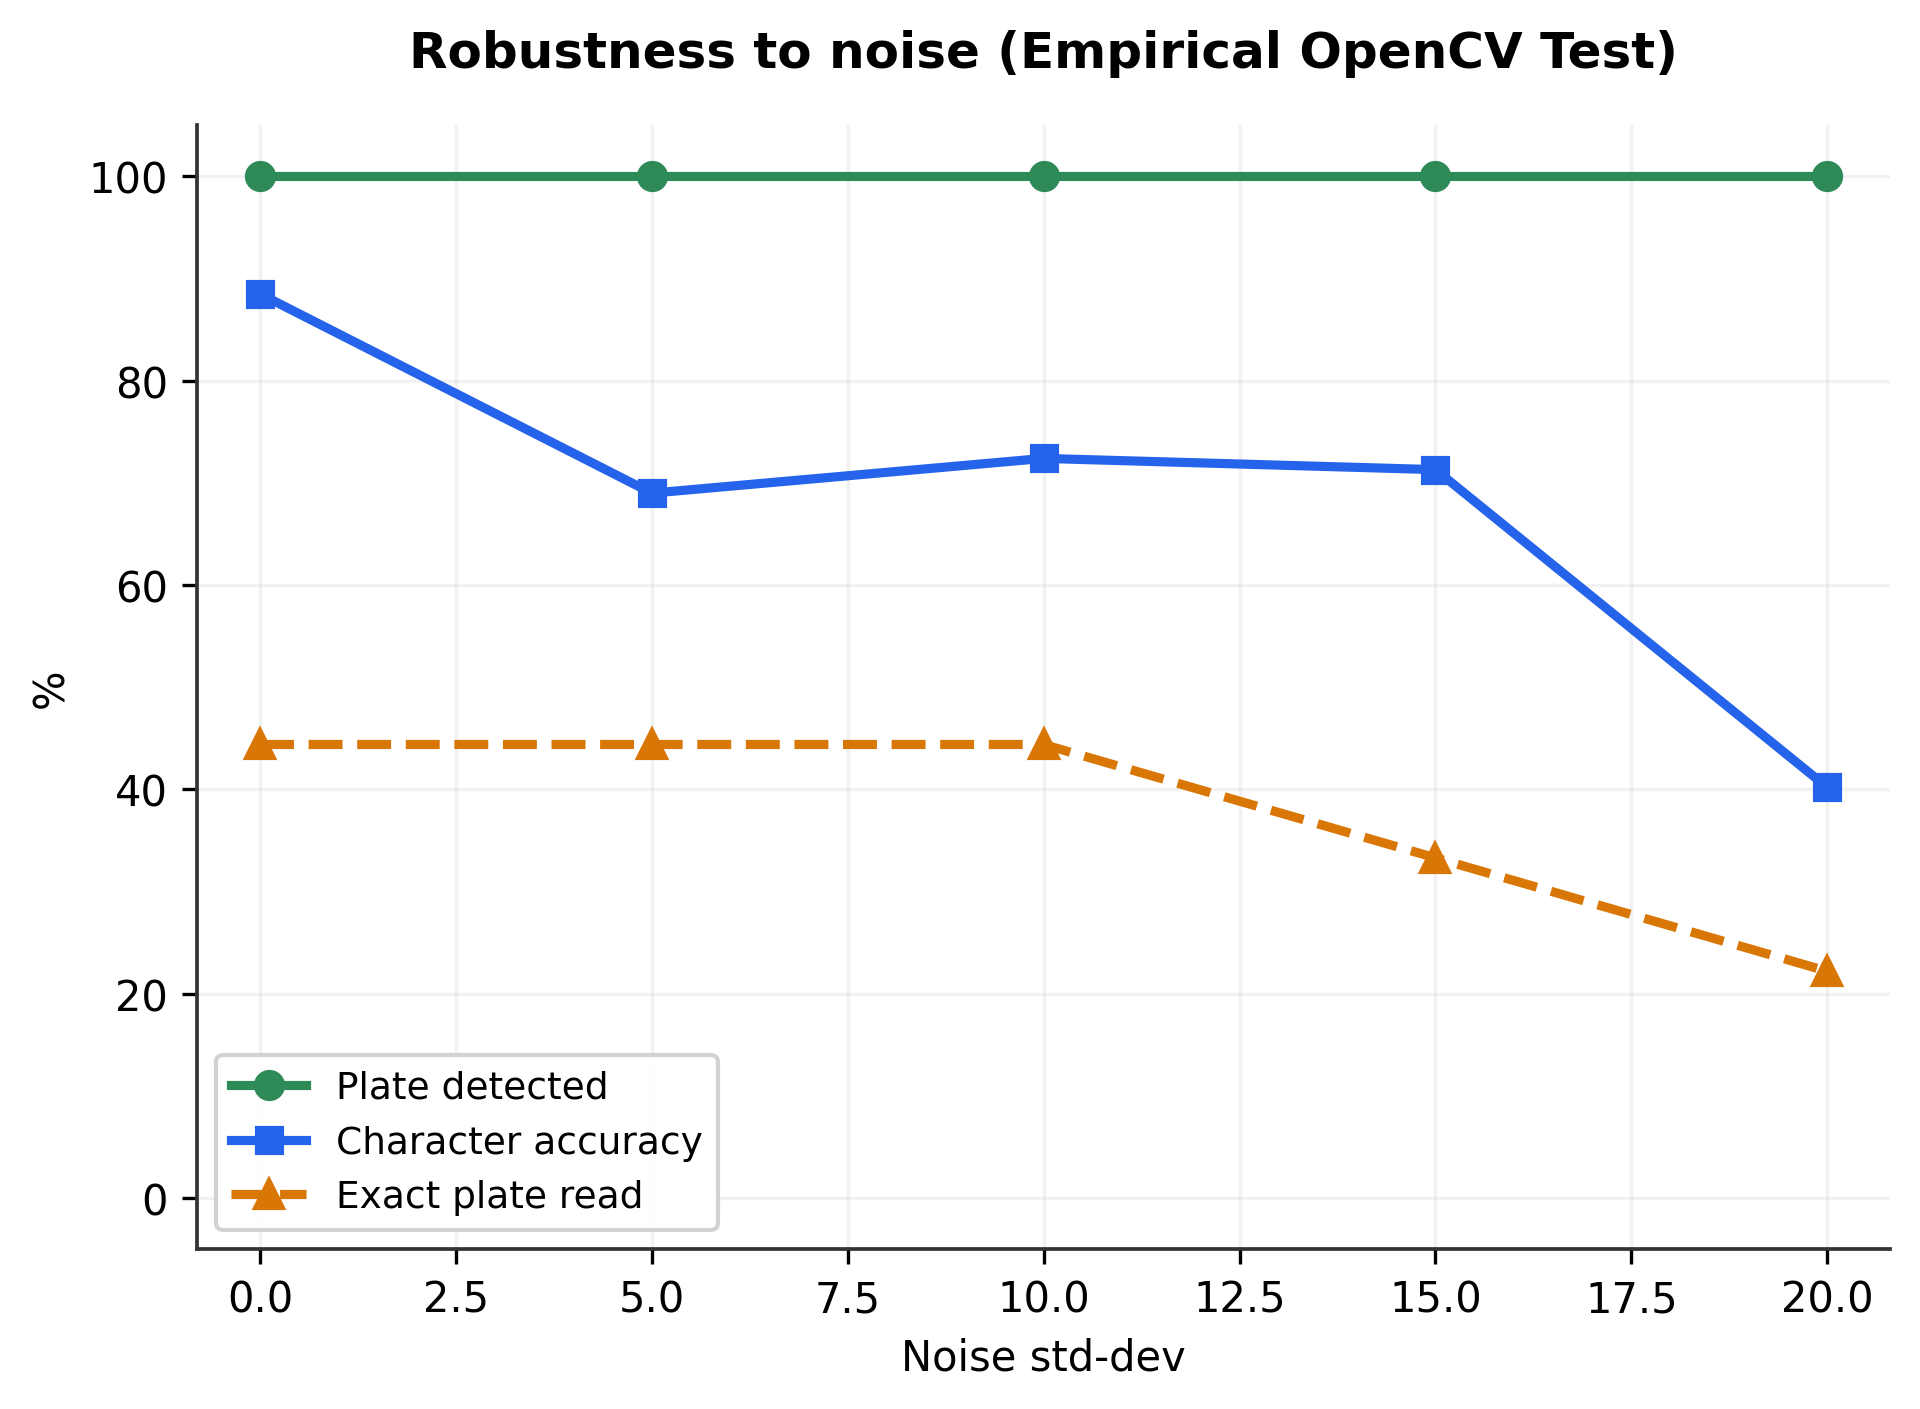 Robustness to noise (Empirical OpenCV Test)
100
80
60
40
20
0
%
Plate detected
Character accuracy
Exact plate read
0.0 2.5 5.0 7.5 10.0 12.5 15.0 17.5 20.0
Noise std-dev